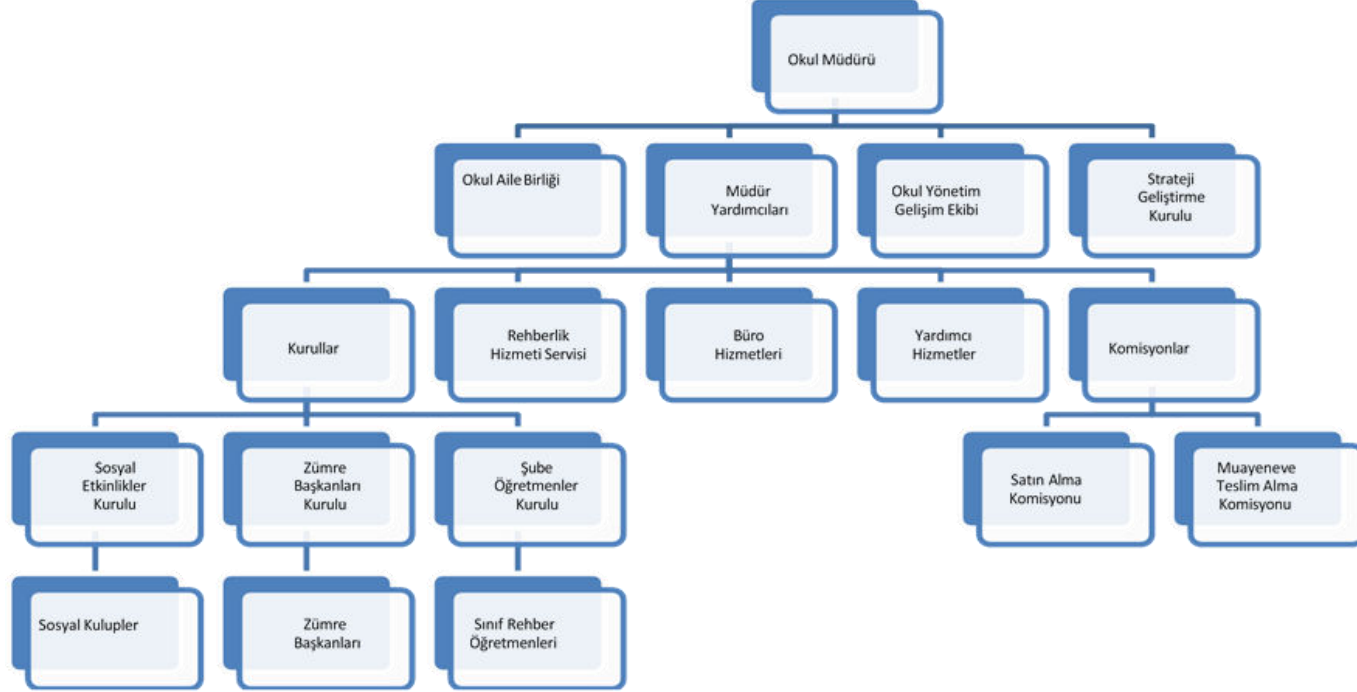 Okul Müdürü
Okul Aile Birliği
Müdür
Yardımcıları
Okul Yönetim
Gelişim Ekibi
Strateji
Geliştirme
Kurulu
Kurullar
Rehberlik
Hizmeti Servisi
Büro
Hizmetleri
Yardımcı
Hizmetler
Komisyonlar
Sosyal
Etkinlikler
Kurulu
Zümre
Başkanları
Kurulu
Şube
Öğretmenler
Kurulu
Satın Alma
Komisyonu
Muayeneve
Teslim Alma
Komisyonu
Sosyal Kulupler
Zümre
Başkanları
Sınıf Rehber
Öğretmenleri